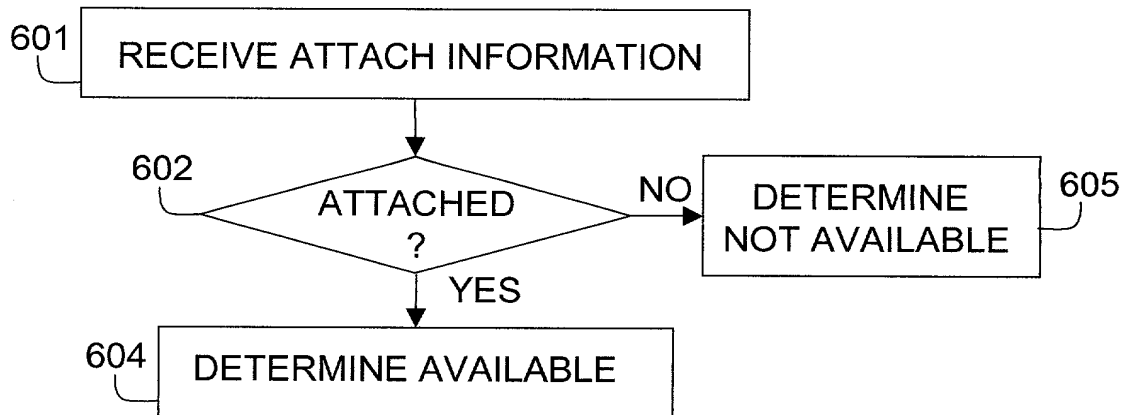 601
RECEIVE ATTACH INFORMATION
602
ATTACHED
?
NO
DETERMINE
NOT AVAILABLE
605
YES
604
DETERMINE AVAILABLE